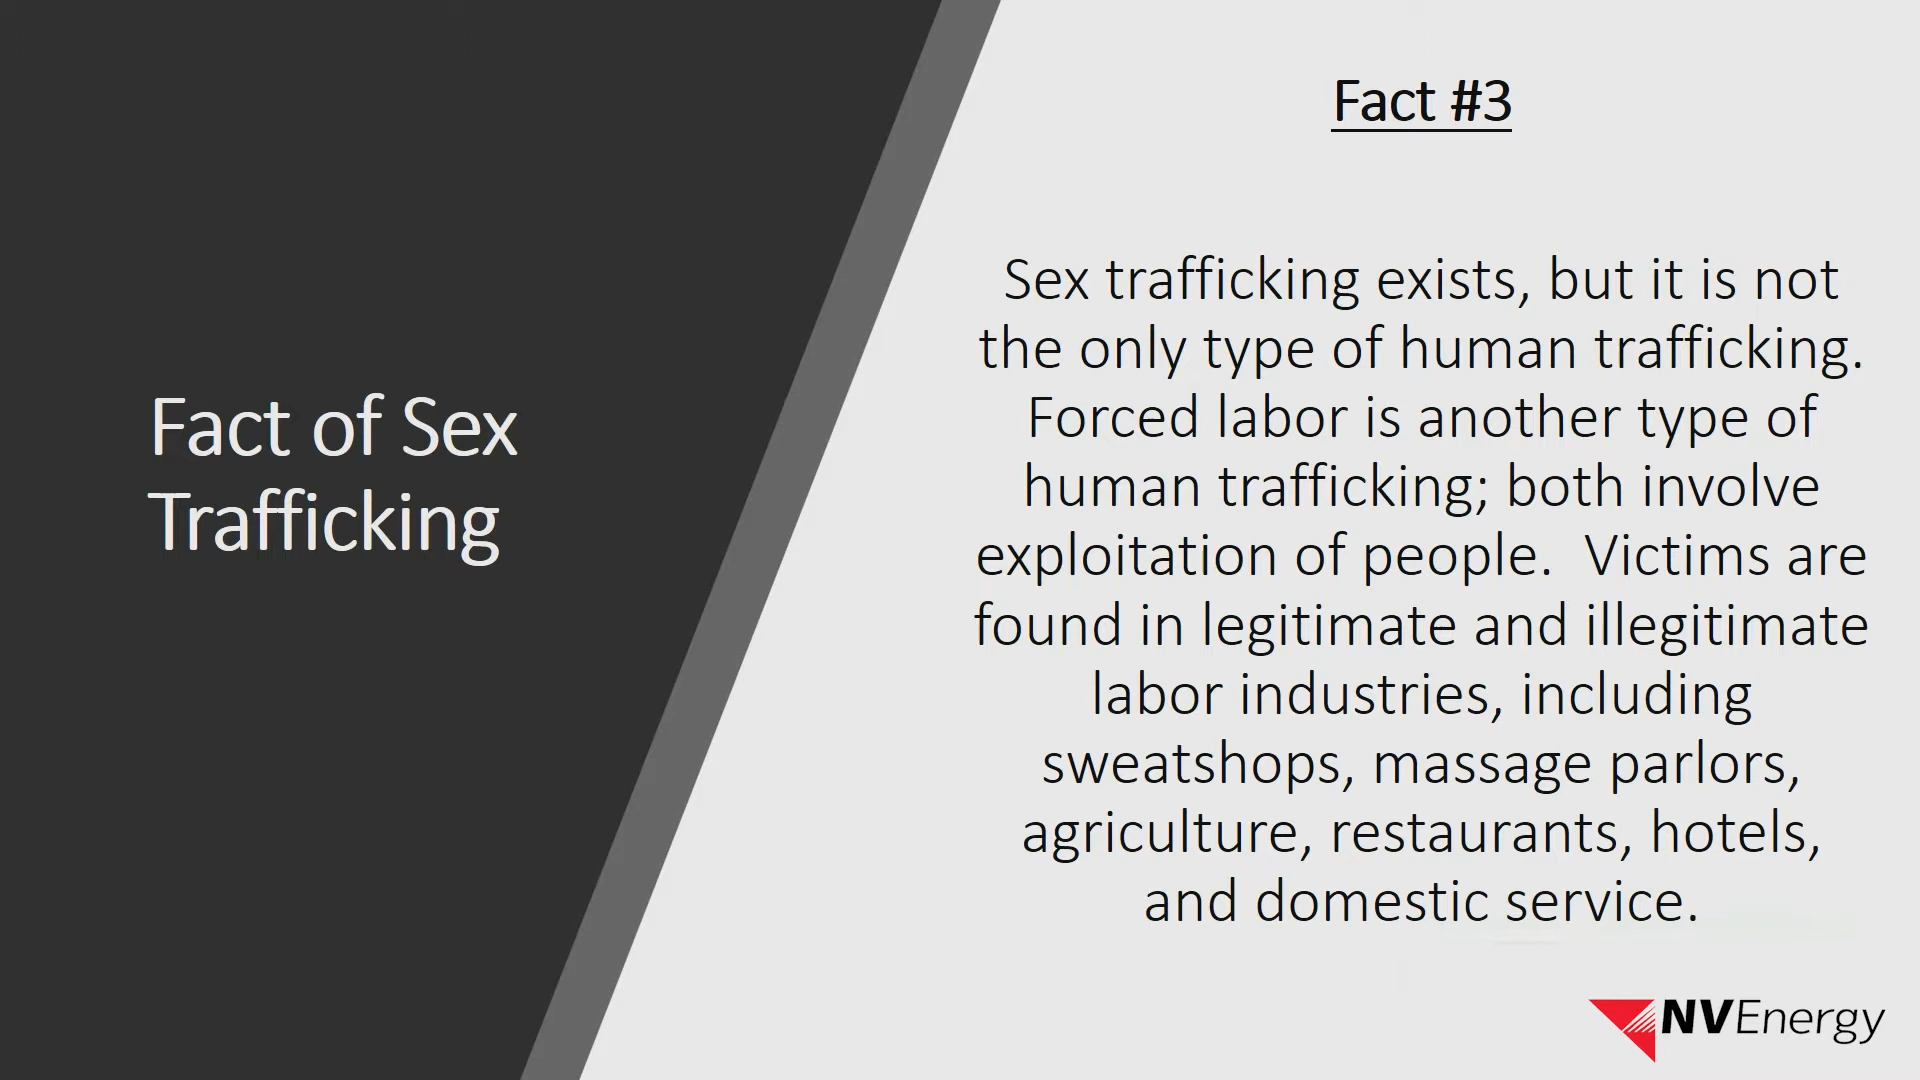 Fact of Sex
Trafficking
Fact #3
Sex trafficking exists, but it is not
the only type of human trafficking.
Forced labor is another type of
human trafficking; both involve
exploitation of people.  Victims are
found in legitimate and illegitimate
labor industries, including
sweatshops, massage parlors,
agriculture, restaurants, hotels,
and domestic service.
NVEnergy